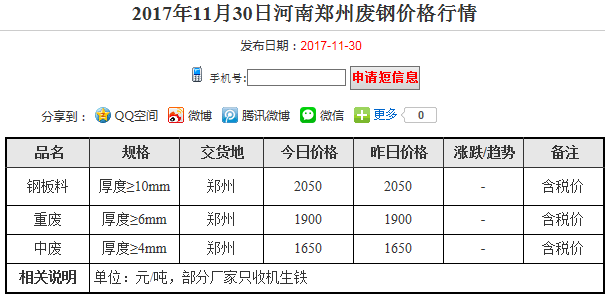 2017年11月30日河南郑州废钢价格行情
发布日期：2017-11-30
手机号: 申请短信息
分享到： QQ空间 微博 腾讯微博 微信 更多 0
品名 规格 交货地 今日价格 昨日价格 涨跌/趋势 备注
钢板料 厚度≥10mm 郑州 2050 2050 - 含税价
重废 厚度≥6mm 郑州 1900 1900 - 含税价
中废 厚度≥4mm 郑州 1650 1650 - 含税价
相关说明 单位：元/吨，部分厂家只收机生铁